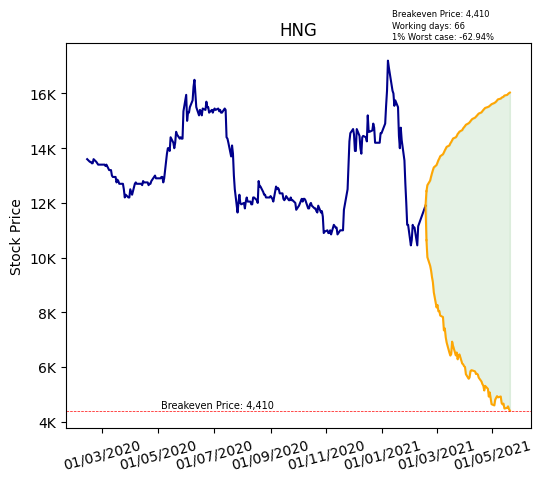 Breakeven Price: 4,410
Working days: 66
1% Worst case: -62.94%
HNG
Stock Price
16K
14K
12K
10K
8K
6K
4K
Breakeven Price: 4,410
01/03/2020
01/05/2020
01/07/2020
01/09/2020
01/11/2020
01/01/2021
01/03/2021
01/05/2021